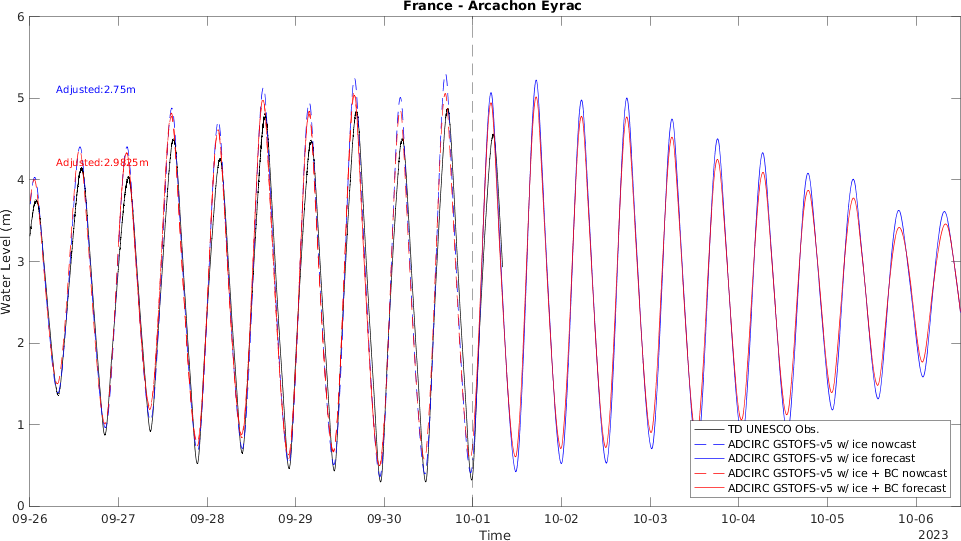 France - Arcachon Eyrac
6
5
4
3
2
1
0
Water Level (m)
Adjusted:2.75m
Adjusted:2.9825m
TD UNESCO Obs.
ADCIRC GSTOFS-v5 w/ ice nowcast
ADCIRC GSTOFS-v5 w/ ice forecast
ADCIRC GSTOFS-v5 w/ ice + BC nowcast
ADCIRC GSTOFS-v5 w/ ice + BC forecast
09-26 09-27 09-28 09-29 09-30 10-01 10-02 10-03 10-04 10-05 10-06
Time
2023